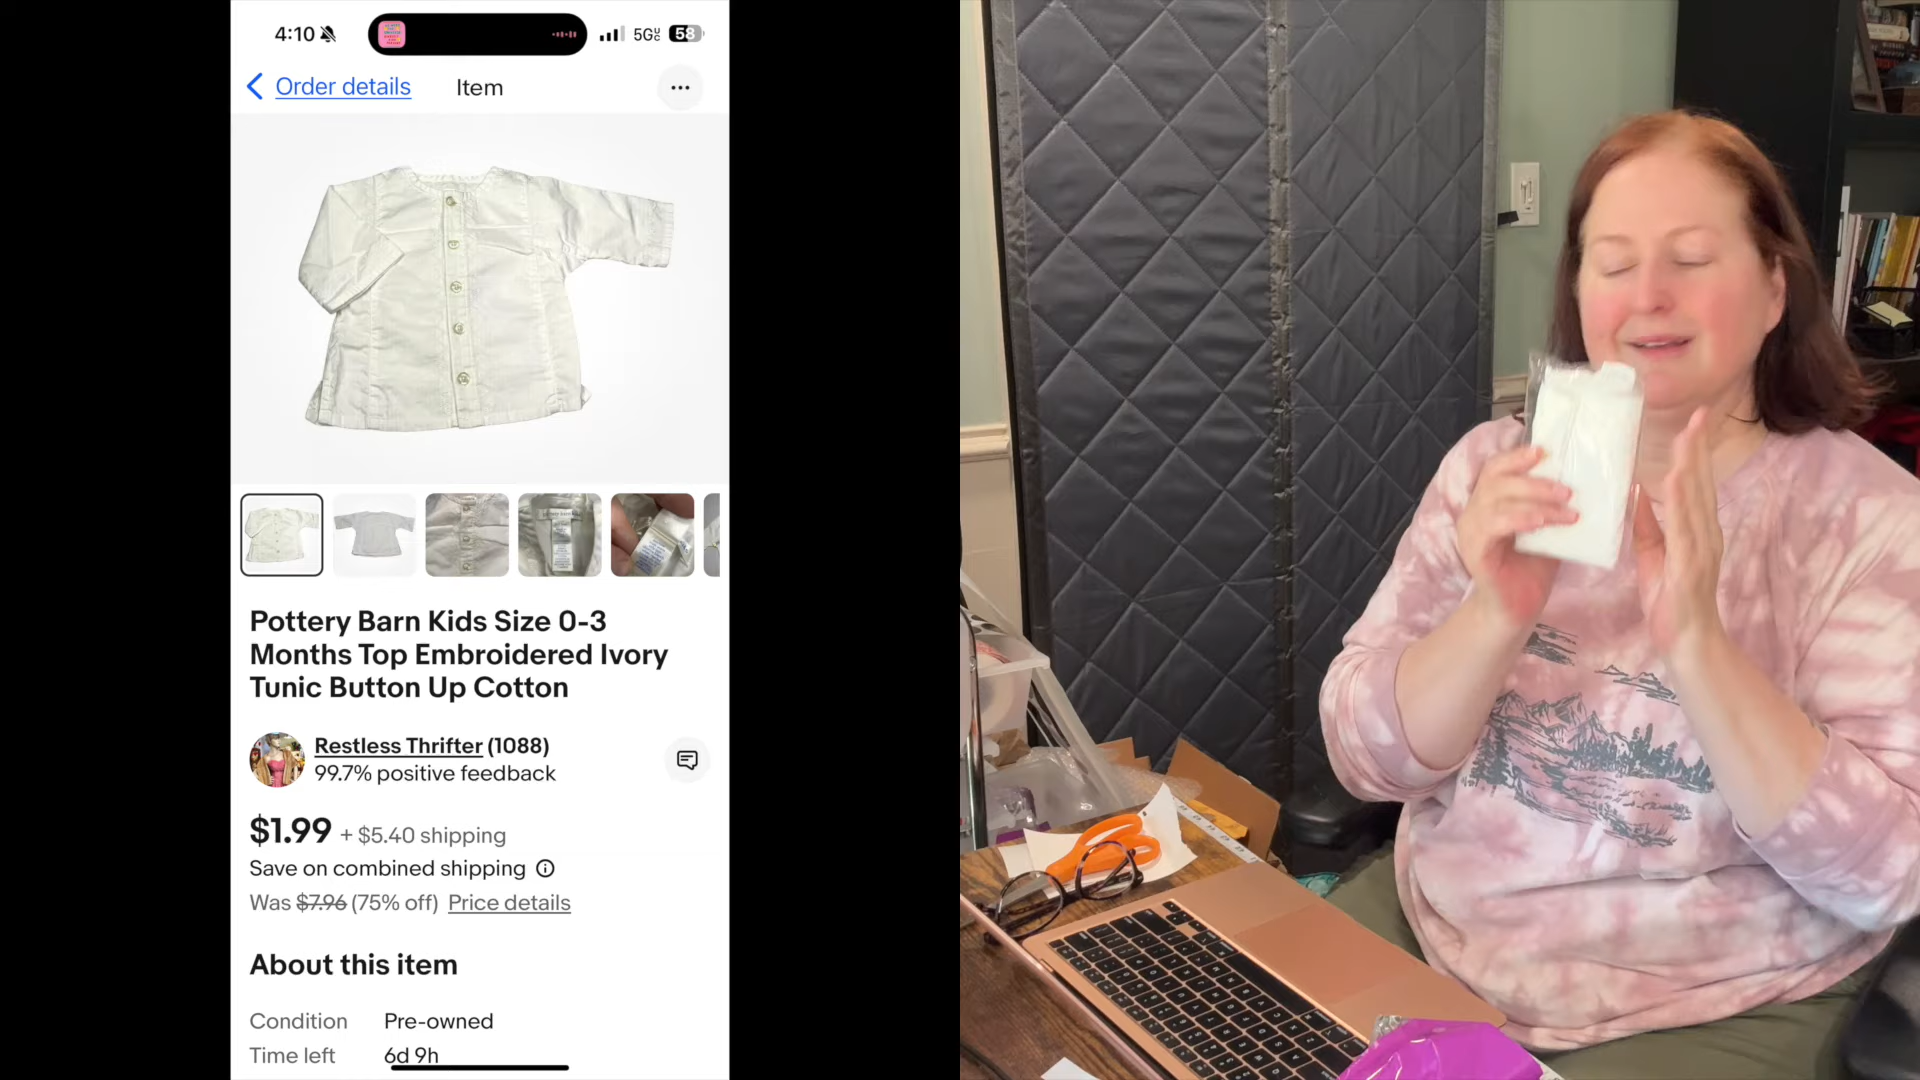 4:10
5G
58
Order details
Item
Pottery Barn Kids Size 0-3
Months Top Embroidered Ivory
Tunic Button Up Cotton
Restless Thrifter (1088)
99.7% positive feedback
$1.99 + $5.40 shipping
Save on combined shipping
Was $7.96 (75% off) Price details
About this item
Condition Pre-owned
Time left 6d 9h